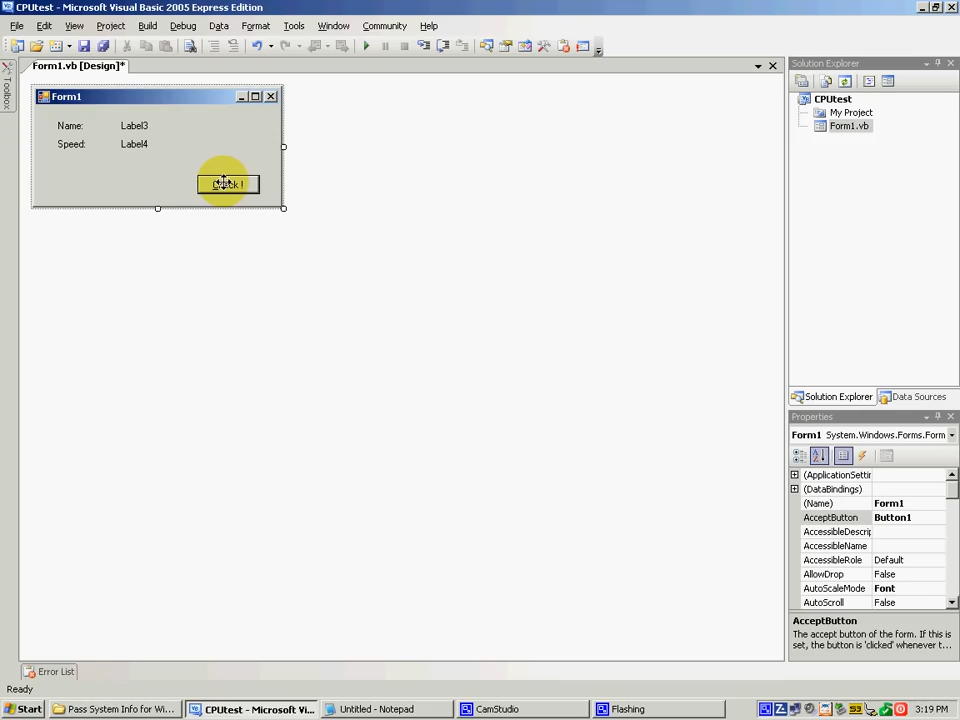 CPUtest - Microsoft Visual Basic 2005 Express Edition
File Edit View Project Build Debug Data Format Tools Window Community Help
Form1.vb [Design]*
Toolbox
Form1
Name: Label3
Speed: Label4
Solution Explorer
CPUtest
My Project
Form1.vb
Solution Explorer Data Sources
Properties
Form1 System.Windows.Forms.Form
(ApplicationSettin
(DataBindings)
(Name) Form1
AcceptButton Button1
AccessibleDescrip
AccessibleName
AccessibleRole Default
AllowDrop False
AutoScaleMode Font
AutoScroll False
AcceptButton
The accept button of the form. If this is
set, the button is 'clicked' whenever t...
Error List
Ready
Start Pass System Info for Wi... CPUtest - Microsoft Vi... Untitled - Notepad CamStudio Flashing 3:19 PM